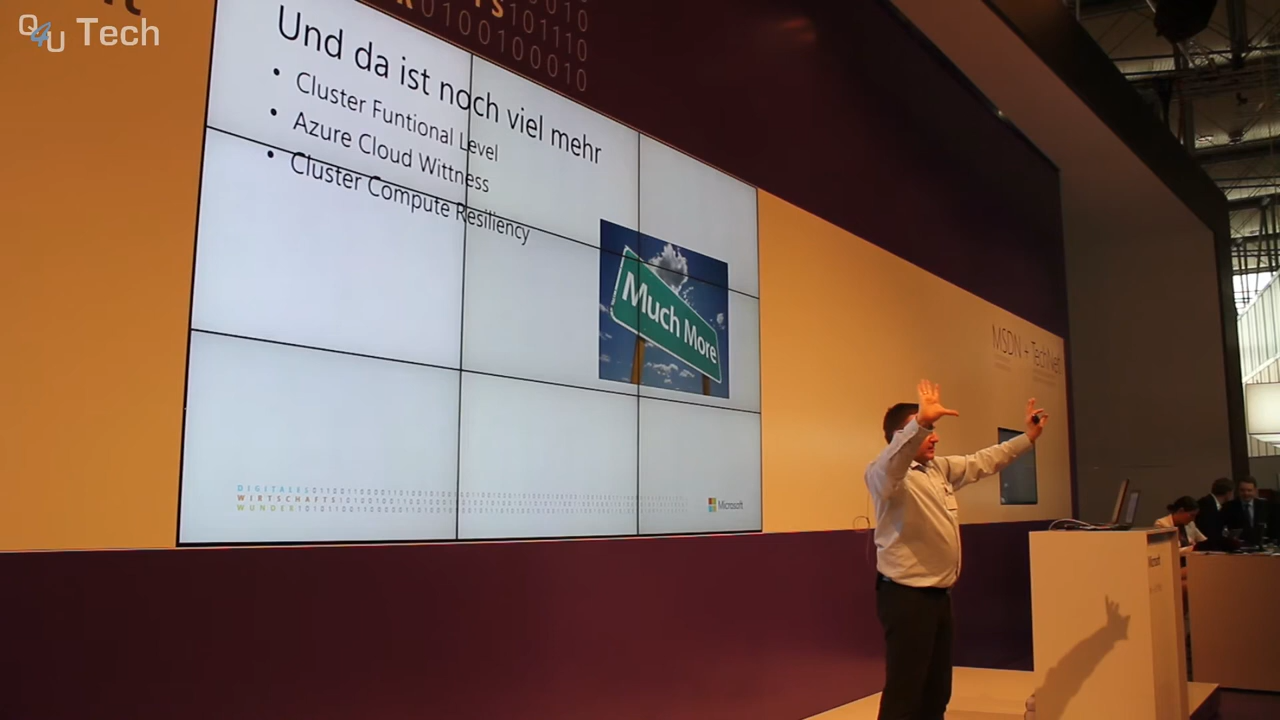 Q4U Tech
Und da ist noch viel mehr
• Cluster Funtional Level
• Azure Cloud Wittness
• Cluster Compute Resiliency
Much More
DIGITALES
WIRTSCHAFTS
WUNDER
Microsoft
MSDN + TechNet
Microsoft